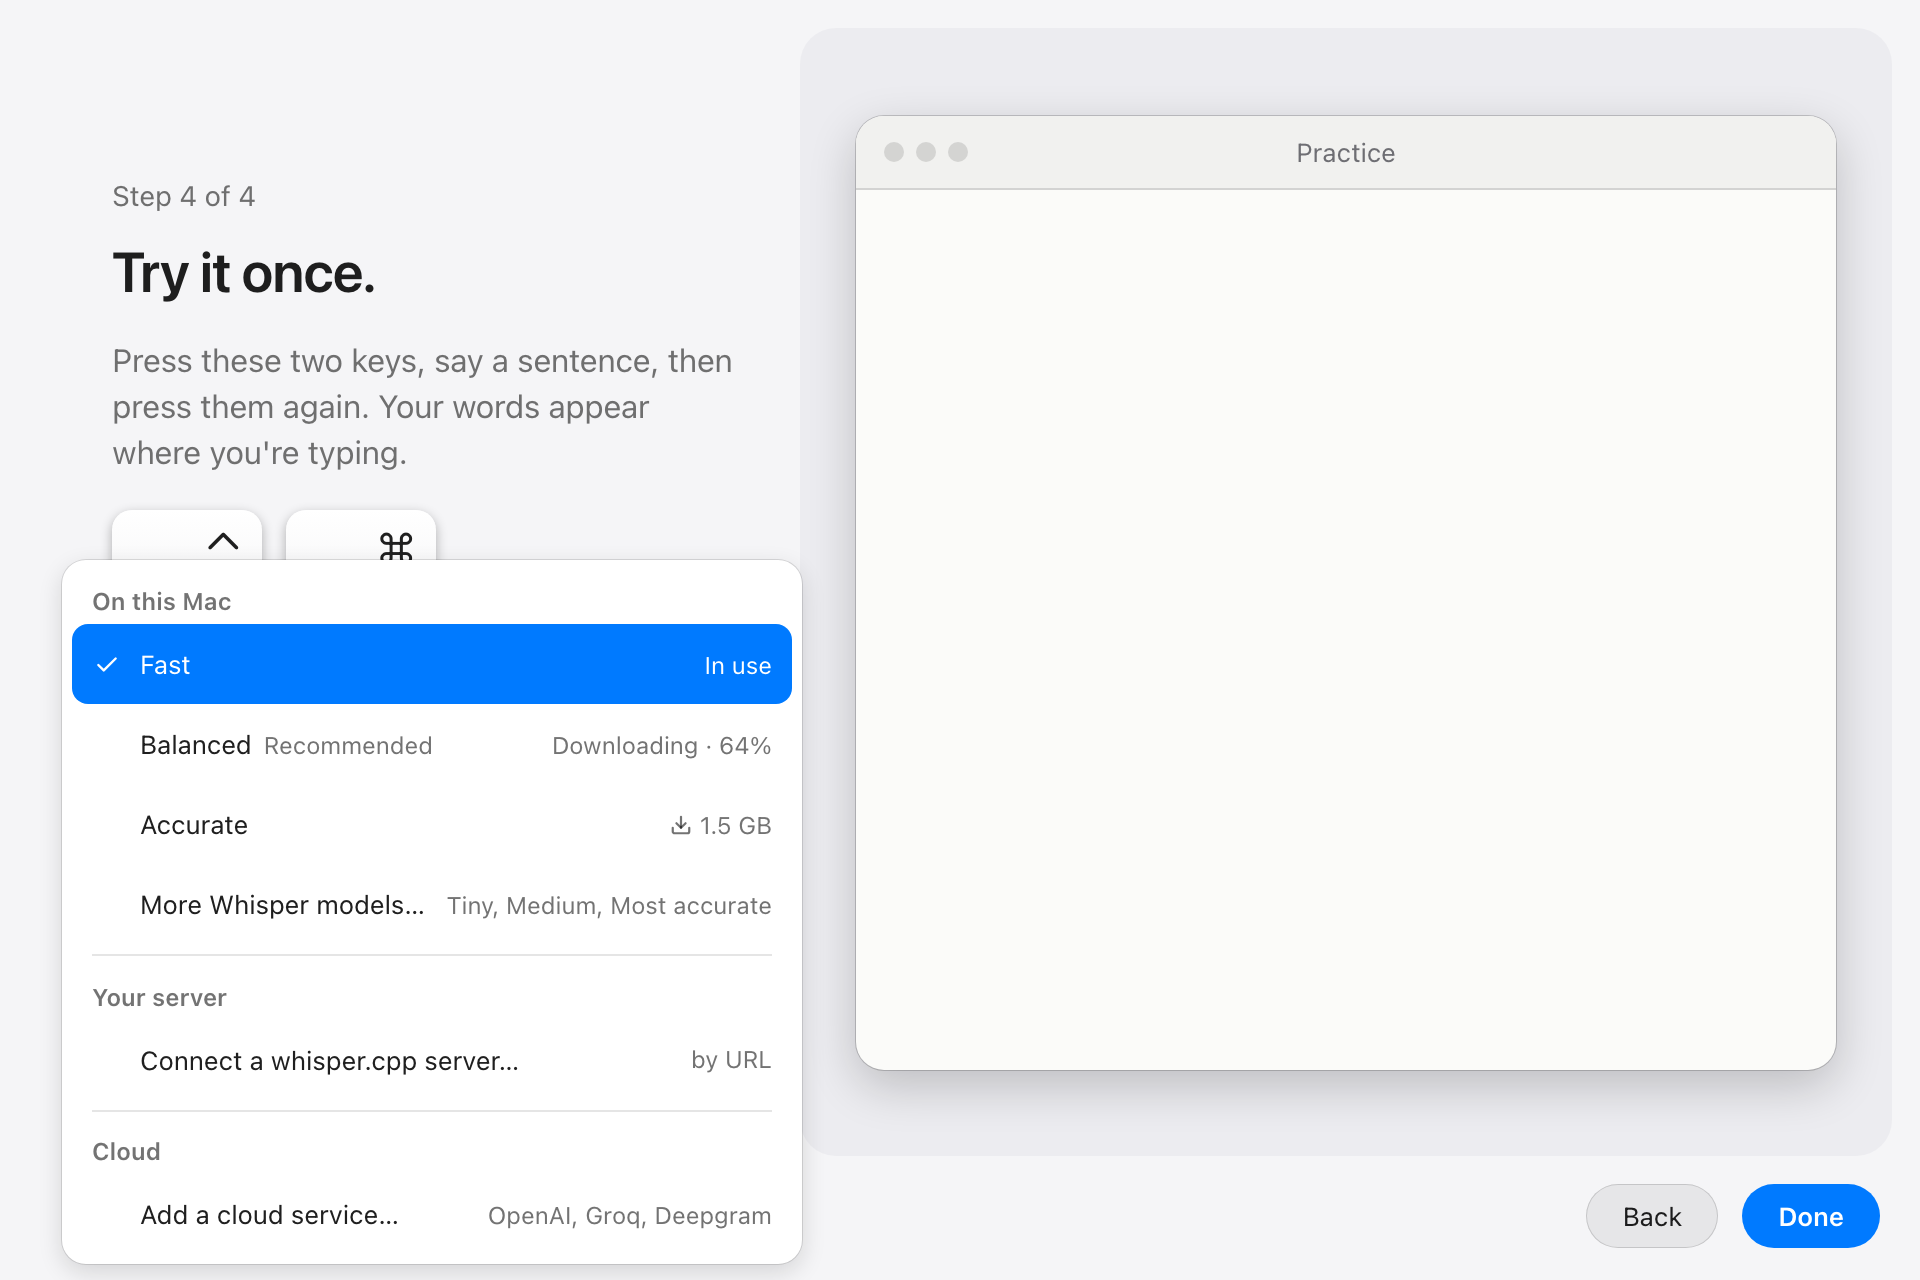 Step 4 of 4
Try it once.
Press these two keys, say a sentence, then
press them again. Your words appear
where you're typing.
^ ⌘
On this Mac
✓ Fast In use
Balanced Recommended Downloading · 64%
Accurate 1.5 GB
More Whisper models... Tiny, Medium, Most accurate
Your server
Connect a whisper.cpp server... by URL
Cloud
Add a cloud service... OpenAI, Groq, Deepgram
Practice
Back Done